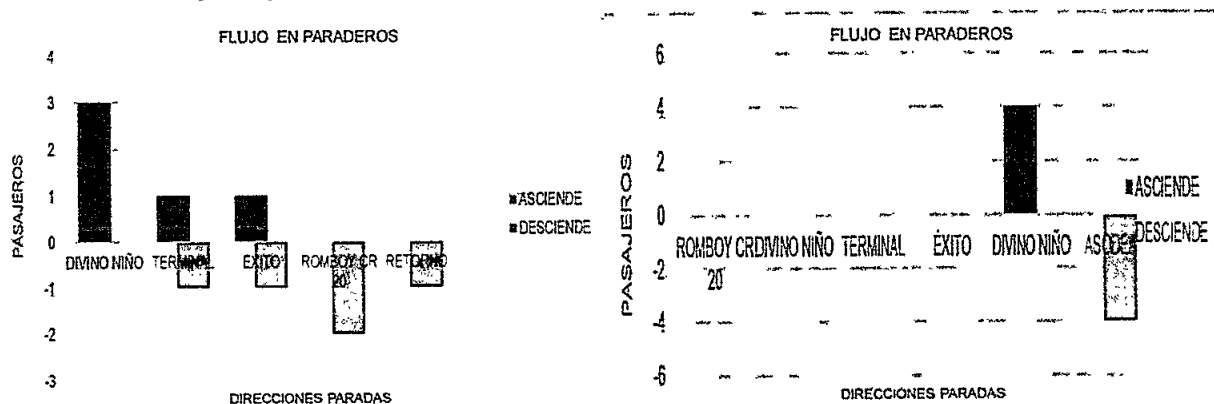 FLUJO EN PARADEROS
4
3
2
1
0
-1
-2
-3
PASAJEROS
DIVINO NIÑO TERMINAL EXITO ROMBOY CR 20 RETORNO
ASCIENDE
DESCIENDE
DIRECCIONES PARADAS
FLUJO EN PARADEROS
6
4
2
0
-2
-4
-6
PASAJEROS
ROMBOY CR 20 DIVINO NIÑO TERMINAL ÉXITO DIVINO NIÑO
ASCIENDE
DESCIENDE
DIRECCIONES PARADAS